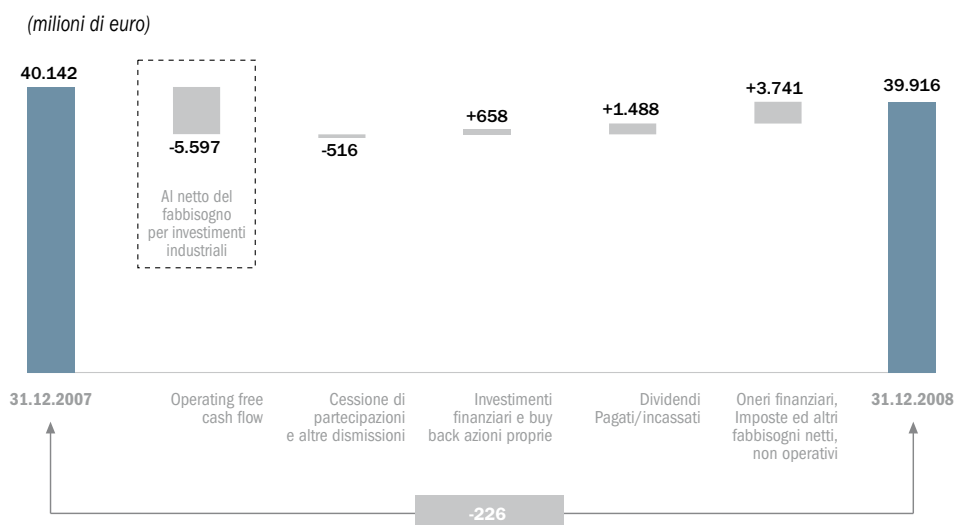 (milioni di euro)
40.142
-5.597
-516
+658
+1.488
+3.741
39.916
Al netto del
fabbisogno
per investimenti
industriali
31.12.2007
Operating free
cash flow
Cessione di
partecipazioni
e altre dismissioni
Investimenti
finanziari e buy
back azioni proprie
Dividendi
Pagati/incassati
Oneri finanziari,
Imposte ed altri
fabbisogni netti,
non operativi
31.12.2008
-226